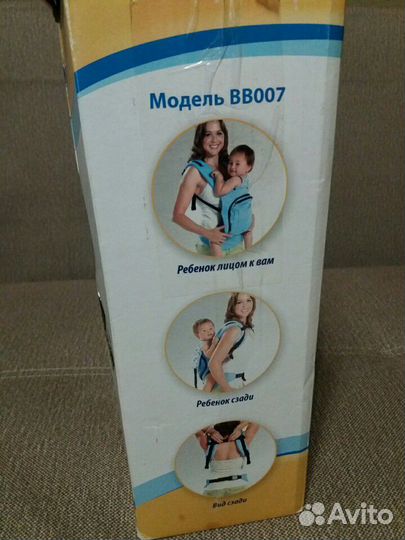 Модель BB007
Ребенок лицом к вам
Ребенок сзади
Вид сзади
Avito